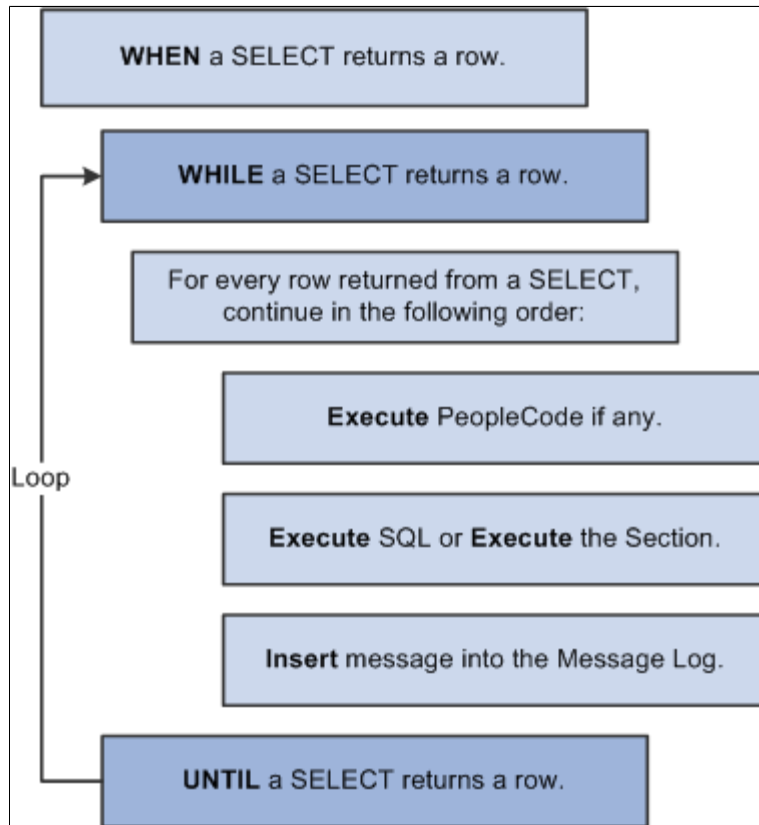 WHEN a SELECT returns a row.
WHILE a SELECT returns a row.
For every row returned from a SELECT,
continue in the following order:
Execute PeopleCode if any.
Loop
Execute SQL or Execute the Section.
Insert message into the Message Log.
UNTIL a SELECT returns a row.